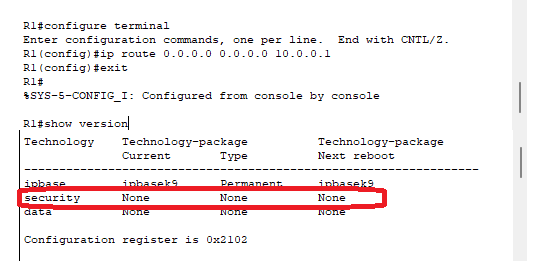 R1#configure terminal
Enter configuration commands, one per line.  End with CNTL/Z.
R1(config)#ip route 0.0.0.0 0.0.0.0 10.0.0.1
R1(config)#exit
R1#
%SYS-5-CONFIG_I: Configured from console by console
R1#show version
Technology    Technology-package           Technology-package
              Current       Type           Next reboot
----------------------------------------------------------------
ipbase        ipbasek9      Permanent      ipbasek9
security      None          None           None
data          None          None           None
Configuration register is 0x2102